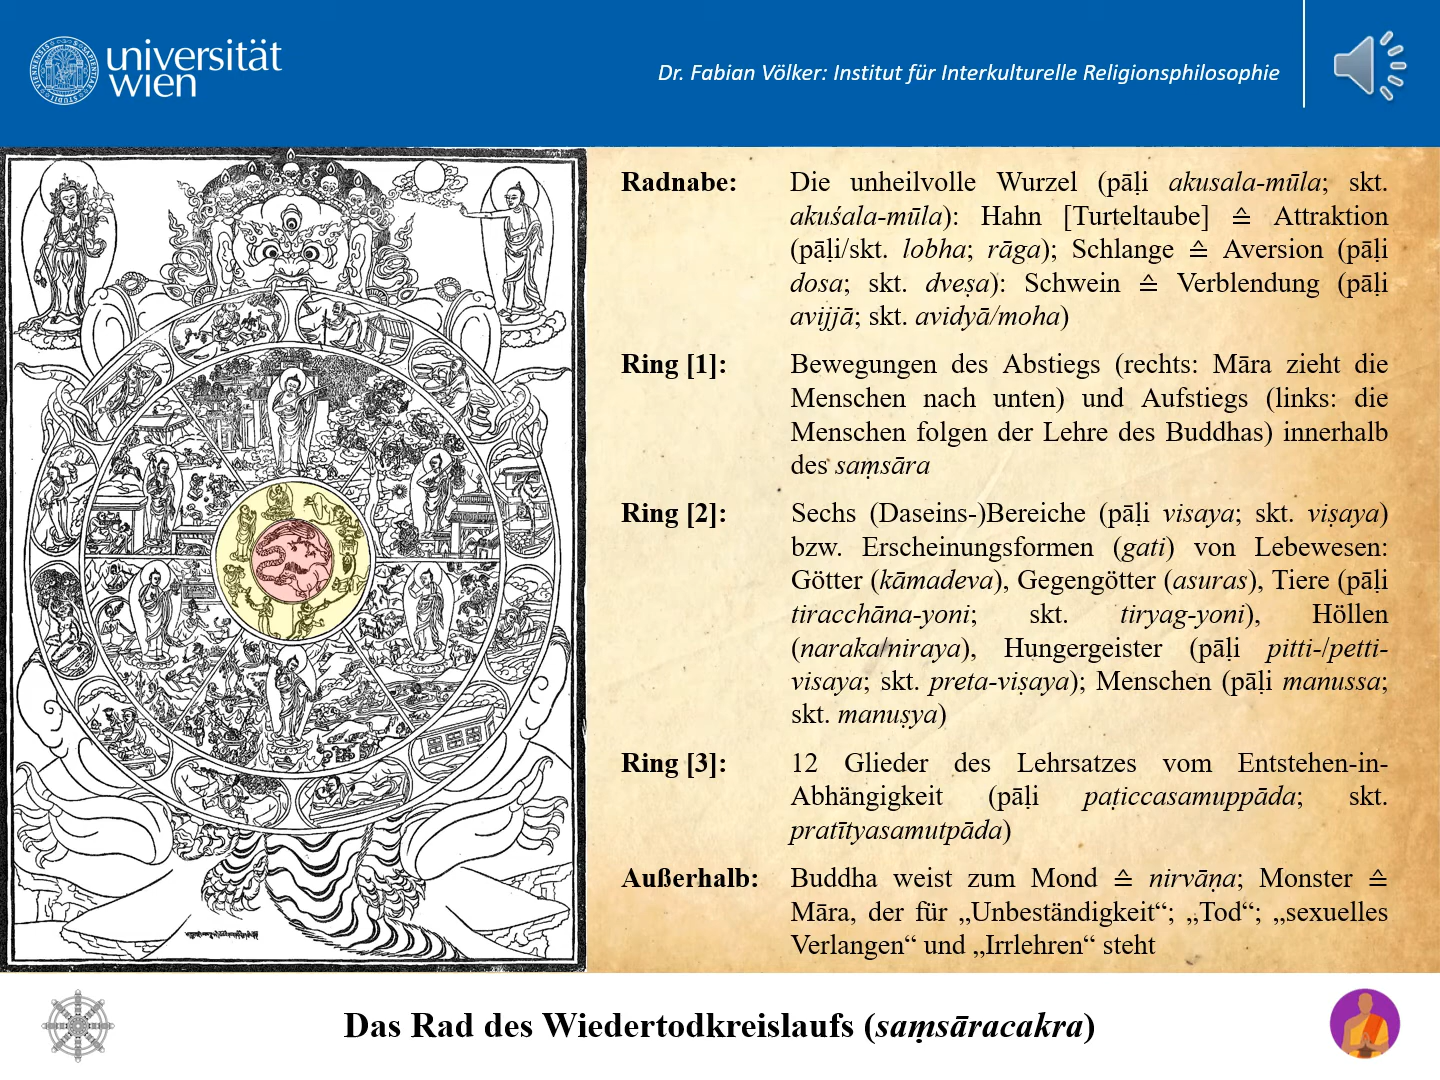 universität
wien
Dr. Fabian Völker: Institut für Interkulturelle Religionsphilosophie
Radnabe: Die unheilvolle Wurzel (pāḷi akusala-mūla; skt.
akuśala-mūla): Hahn [Turteltaube] ≙ Attraktion
(pāḷi/skt. lobha; rāga); Schlange ≙ Aversion (pāḷi
dosa; skt. dveṣa): Schwein ≙ Verblendung (pāḷi
avijjā; skt. avidyā/moha)
Ring [1]: Bewegungen des Abstiegs (rechts: Māra zieht die
Menschen nach unten) und Aufstiegs (links: die
Menschen folgen der Lehre des Buddhas) innerhalb
des saṃsāra
Ring [2]: Sechs (Daseins-)Bereiche (pāḷi visaya; skt. viṣaya)
bzw. Erscheinungsformen (gati) von Lebewesen:
Götter (kāmadeva), Gegengötter (asuras), Tiere (pāḷi
tiracchāna-yoni; skt. tiryag-yoni), Höllen
(naraka/niraya), Hungergeister (pāḷi pitti-/petti-
visaya; skt. preta-viṣaya); Menschen (pāḷi manussa;
skt. manuṣya)
Ring [3]: 12 Glieder des Lehrsatzes vom Entstehen-in-
Abhängigkeit (pāḷi paṭiccasamuppāda; skt.
pratītyasamutpāda)
Außerhalb: Buddha weist zum Mond ≙ nirvāṇa; Monster ≙
Māra, der für „Unbeständigkeit“; „Tod“; „sexuelles
Verlangen“ und „Irrlehren“ steht
Das Rad des Wiedertodkreislaufs (saṃsāracakra)